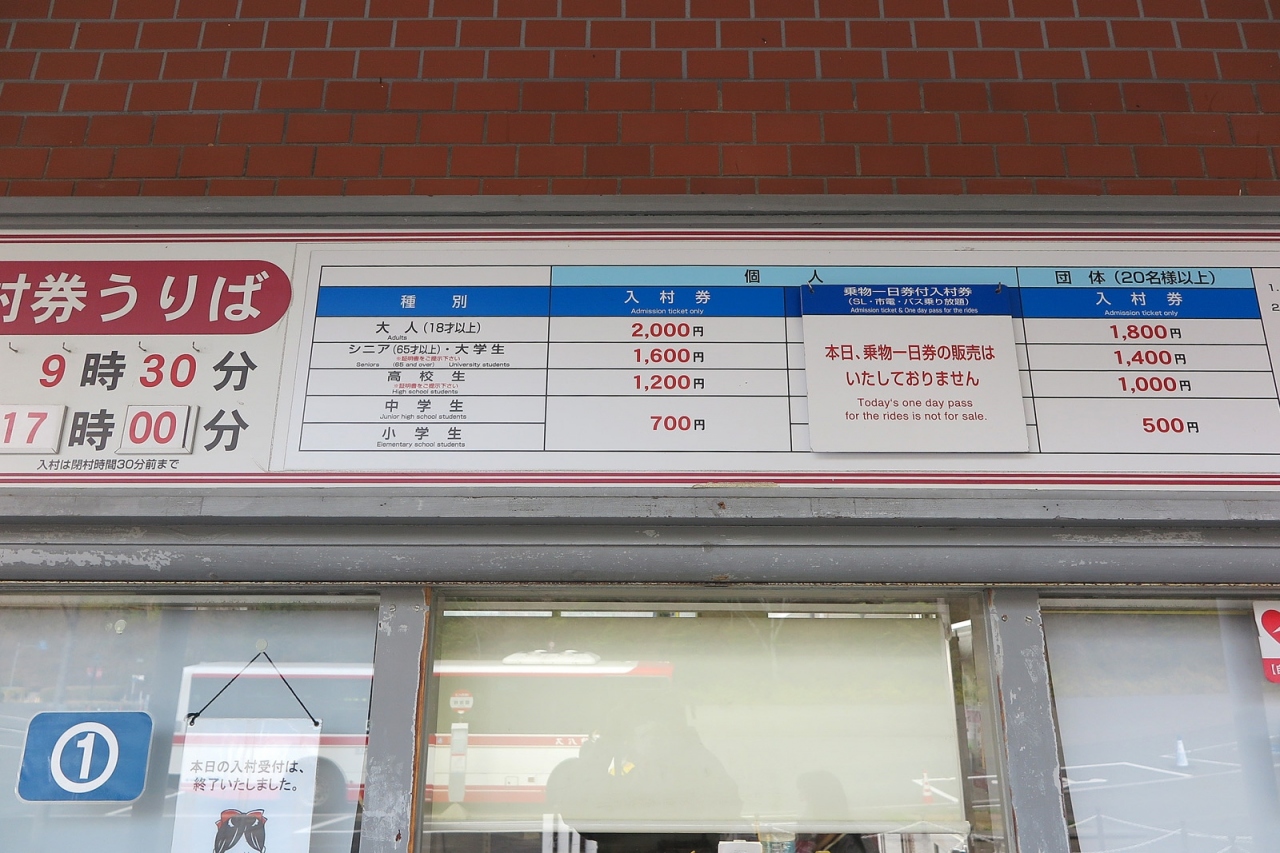 村券うりば
9時30分
17時00分
入村は閉村時間30分前まで
種別
個人
団体(20名様以上)
入村券
Admission ticket only
乗物一日券付入村券
(SL・市電・バス乗り放題)
Admission ticket & One day pass for the rides
入村券
Admission ticket only
大人(18才以上)
Adults
2,000円
1,800円
シニア(65才以上)・大学生
※証明書をご提示下さい
Seniors (65 and over) University students
1,600円
1,400円
高校生
※証明書をご提示下さい
High school students
1,200円
1,000円
中学生
Junior high school students
小学生
Elementary school students
700円
500円
本日、乗物一日券の販売は
いたしておりません
Today's one day pass
for the rides is not for sale.
1.
2
①
本日の入村受付は、
終了いたしました。